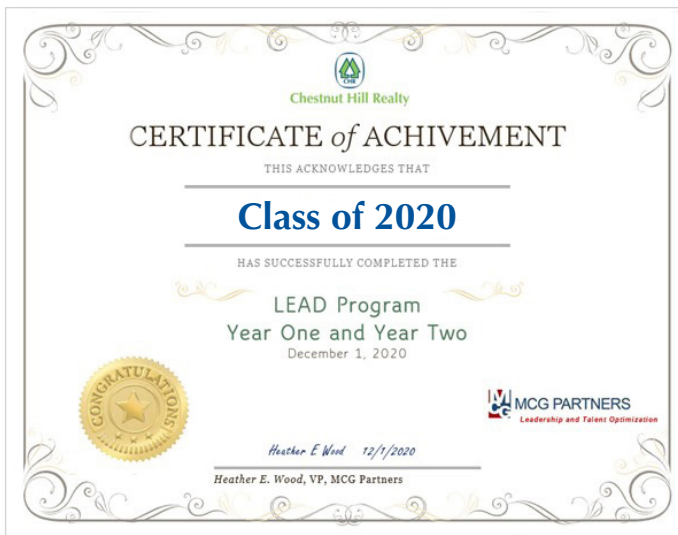 CHR
Chestnut Hill Realty
CERTIFICATE of ACHIVEMENT
THIS ACKNOWLEDGES THAT
Class of 2020
HAS SUCCESSFULLY COMPLETED THE
LEAD Program
Year One and Year Two
December 1, 2020
CONGRATULATIONS
MCG
MCG PARTNERS
Leadership and Talent Optimization
Heather E Wood 12/1/2020
Heather E. Wood, VP, MCG Partners